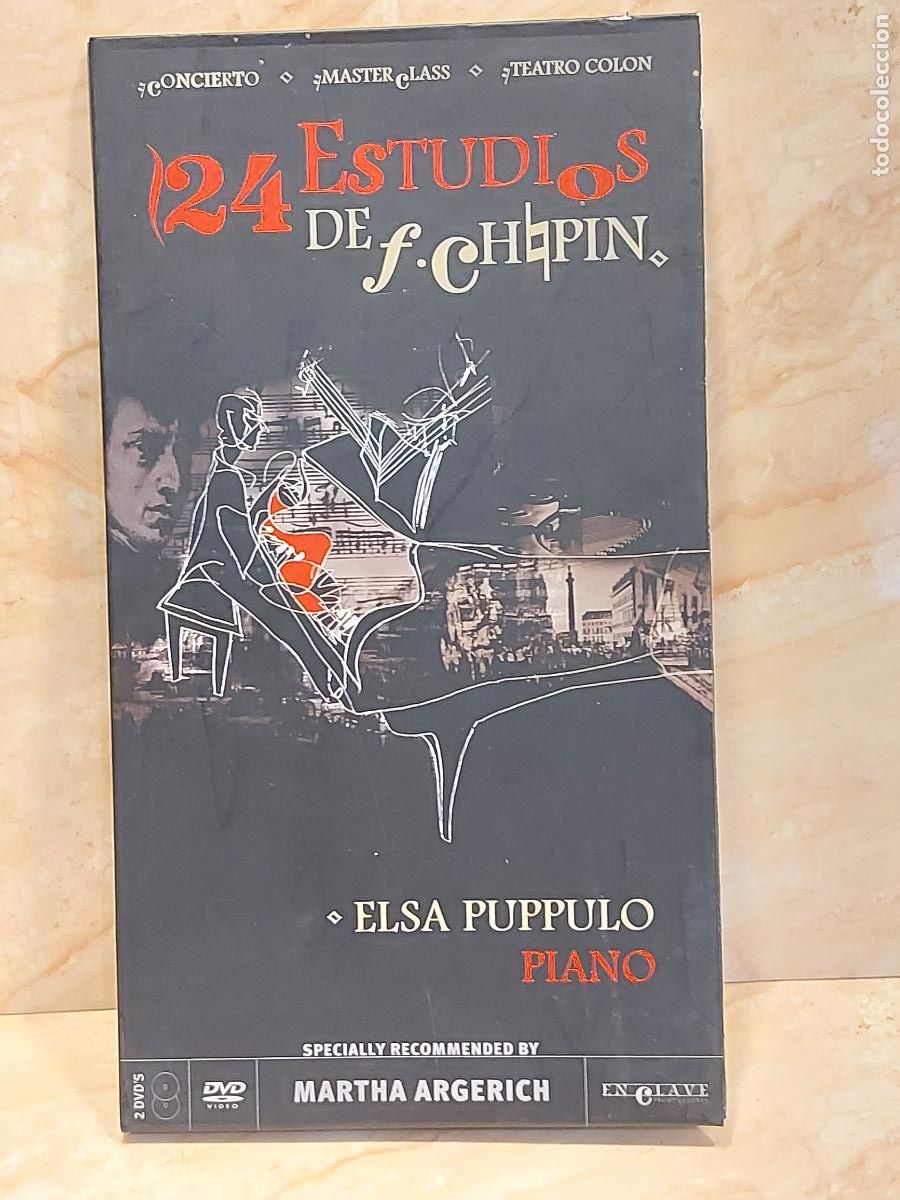 CONCIERTO MASTER CLASS TEATRO COLON
24 ESTUDIOS
DE f. CHOPIN
ELSA PUPPULO
PIANO
SPECIALLY RECOMMENDED BY
2 DVD'S
DVD
VIDEO
MARTHA ARGERICH
EN CLAVE
PRODUCCIONES
todocoleccion